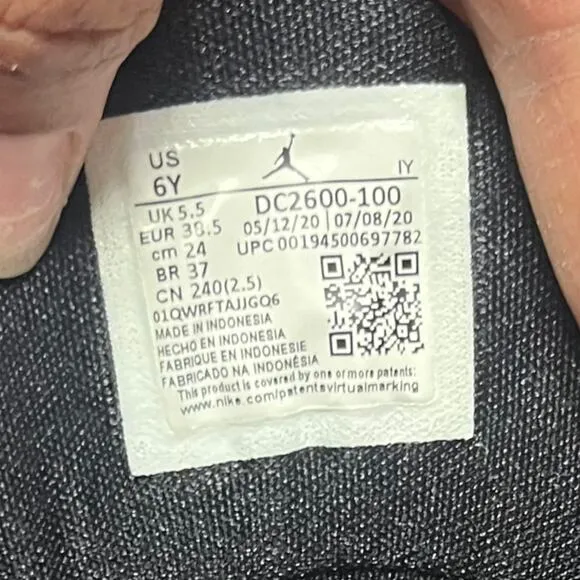 US
6Y
IY
UK 5.5
EUR 38.5
cm 24
BR 37
CN 240(2.5)
DC2600-100
05/12/20 | 07/08/20
UPC 00194500697782
01QWRFTAJJGQ6
MADE IN INDONESIA
HECHO EN INDONESIA
FABRIQUE EN INDONESIE
FABRICADO NA INDONÉSIA
This product is covered by one or more patents:
www.nike.com/patentsvirtualmarking